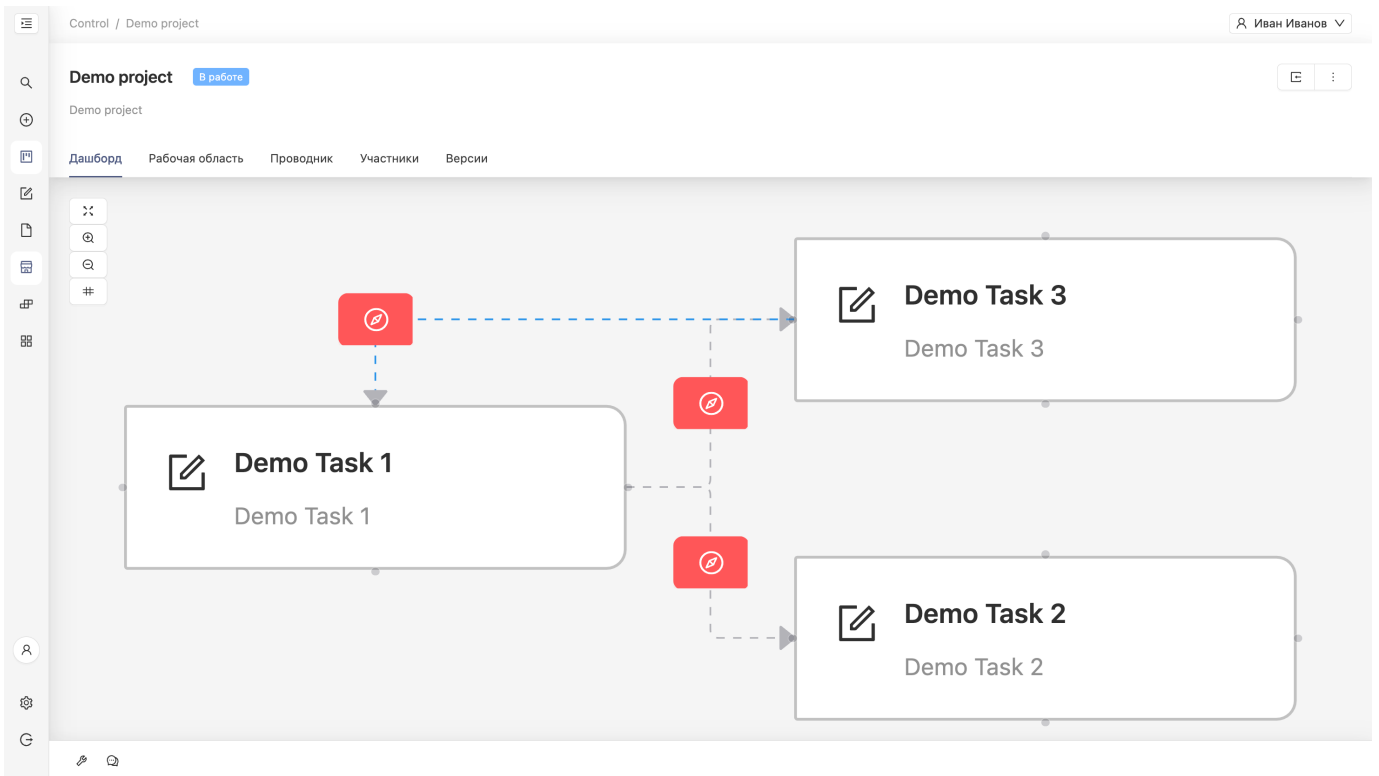 Control / Demo project
Иван Иванов
Demo project
В работе
Demo project
Дашборд Рабочая область Проводник Участники Версии
Demo Task 3
Demo Task 3
Demo Task 1
Demo Task 1
Demo Task 2
Demo Task 2